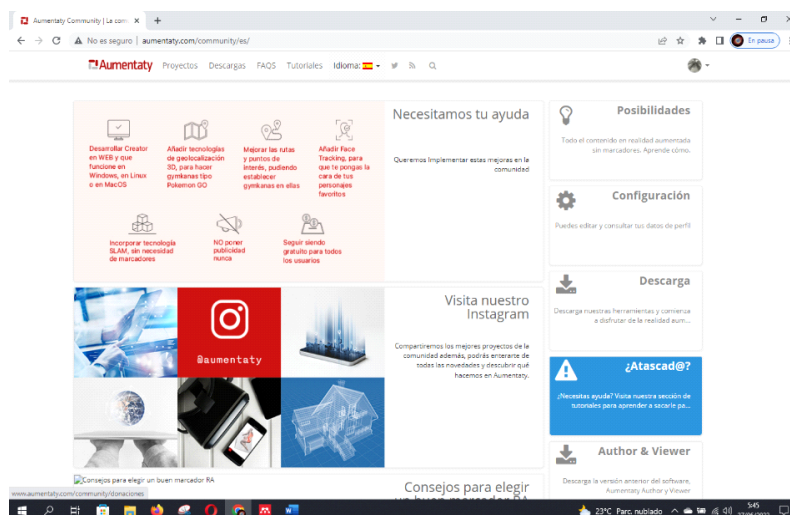 Aumentaty Community | La com
No es seguro | aumentaty.com/community/es/
En pausa
Aumentaty Proyectos Descargas FAQS Tutoriales Idioma:
Necesitamos tu ayuda
Queremos Implementar estas mejoras en la
comunidad
Desarrollar Creator
en WEB y que
funcione en
Windows, en Linux
o en MacOS
Añadir tecnologías
de geolocalización
3D, para hacer
gymkanas tipo
Pokemon GO
Mejorar las rutas
y puntos de
interés, pudiendo
establecer
gymkanas en ellas
Añadir Face
Tracking, para
que te pongas la
cara de tus
personajes
favoritos
Incorporar tecnología
SLAM, sin necesidad
de marcadores
NO poner
publicidad
nunca
Seguir siendo
gratuito para todos
los usuarios
Posibilidades
Todo el contenido en realidad aumentada
sin marcadores. Aprende cómo.
Configuración
Puedes editar y consultar tus datos de perfil
Descarga
Descarga nuestras herramientas y comienza
a disfrutar de la realidad aum...
¿Atascad@?
¿Necesitas ayuda? Visita nuestra sección de
tutoriales para aprender a sacarle pa...
Author & Viewer
Descarga la versión anterior del software,
Aumentaty Author y Viewer
@aumentaty
Visita nuestro
Instagram
Compartiremos los mejores proyectos de la
comunidad además, podrás enterarte de
todas las novedades y descubrir qué
hacemos en Aumentaty.
Consejos para elegir un buen marcador RA
Consejos para elegir
un buen marcador RA
www.aumentaty.com/community/donaciones
23°C Parc. nublado
5:45